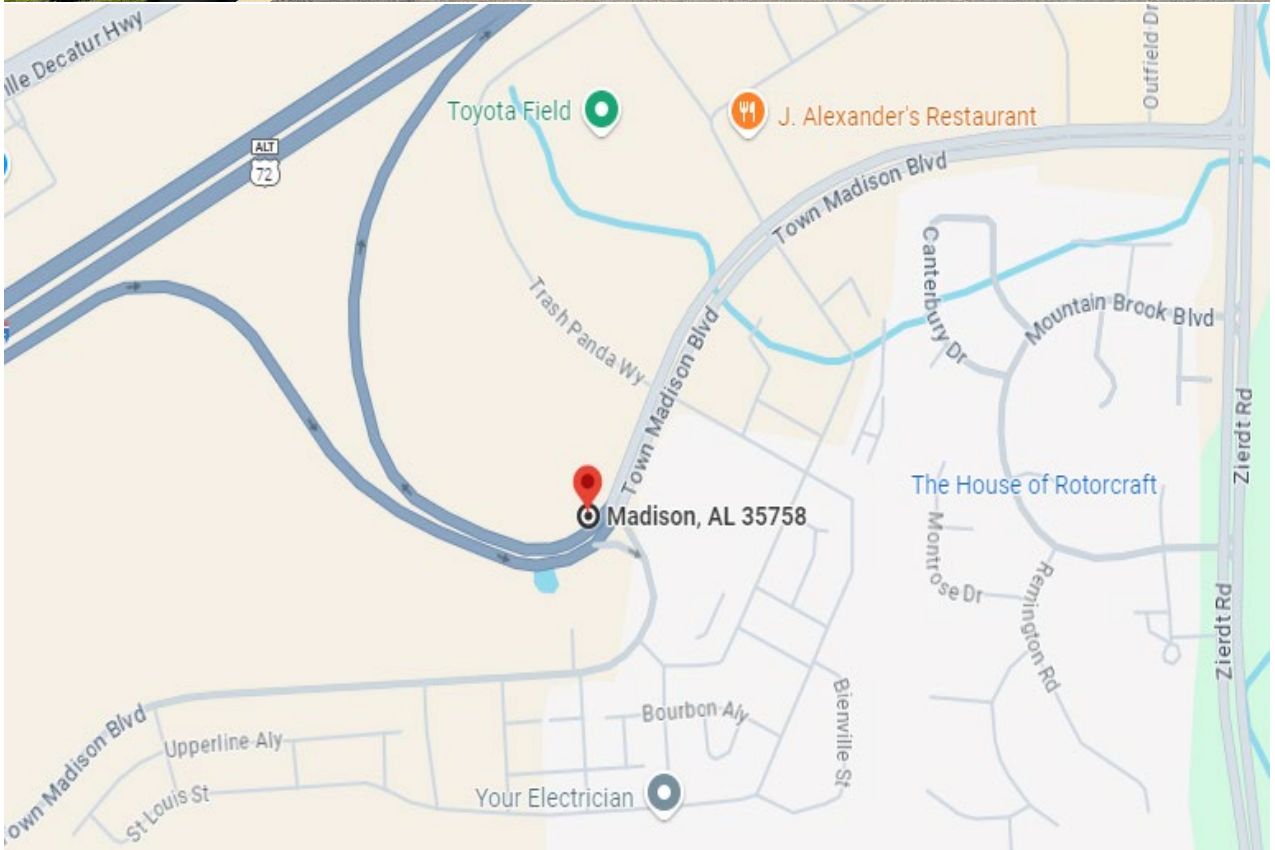 ille Decatur Hwy
Outfield Dr
Toyota Field
J. Alexander's Restaurant
ALT
72
Town Madison Blvd
Canterbury Dr
Trash Panda Wy
Mountain Brook Blvd
Town Madison Blvd
Zierdt Rd
The House of Rotorcraft
Madison, AL 35758
Montrose Dr
Remington Rd
Zierdt Rd
Bienville St
Bourbon Aly
Town Madison Blvd
Upperline Aly
St Louis St
Your Electrician